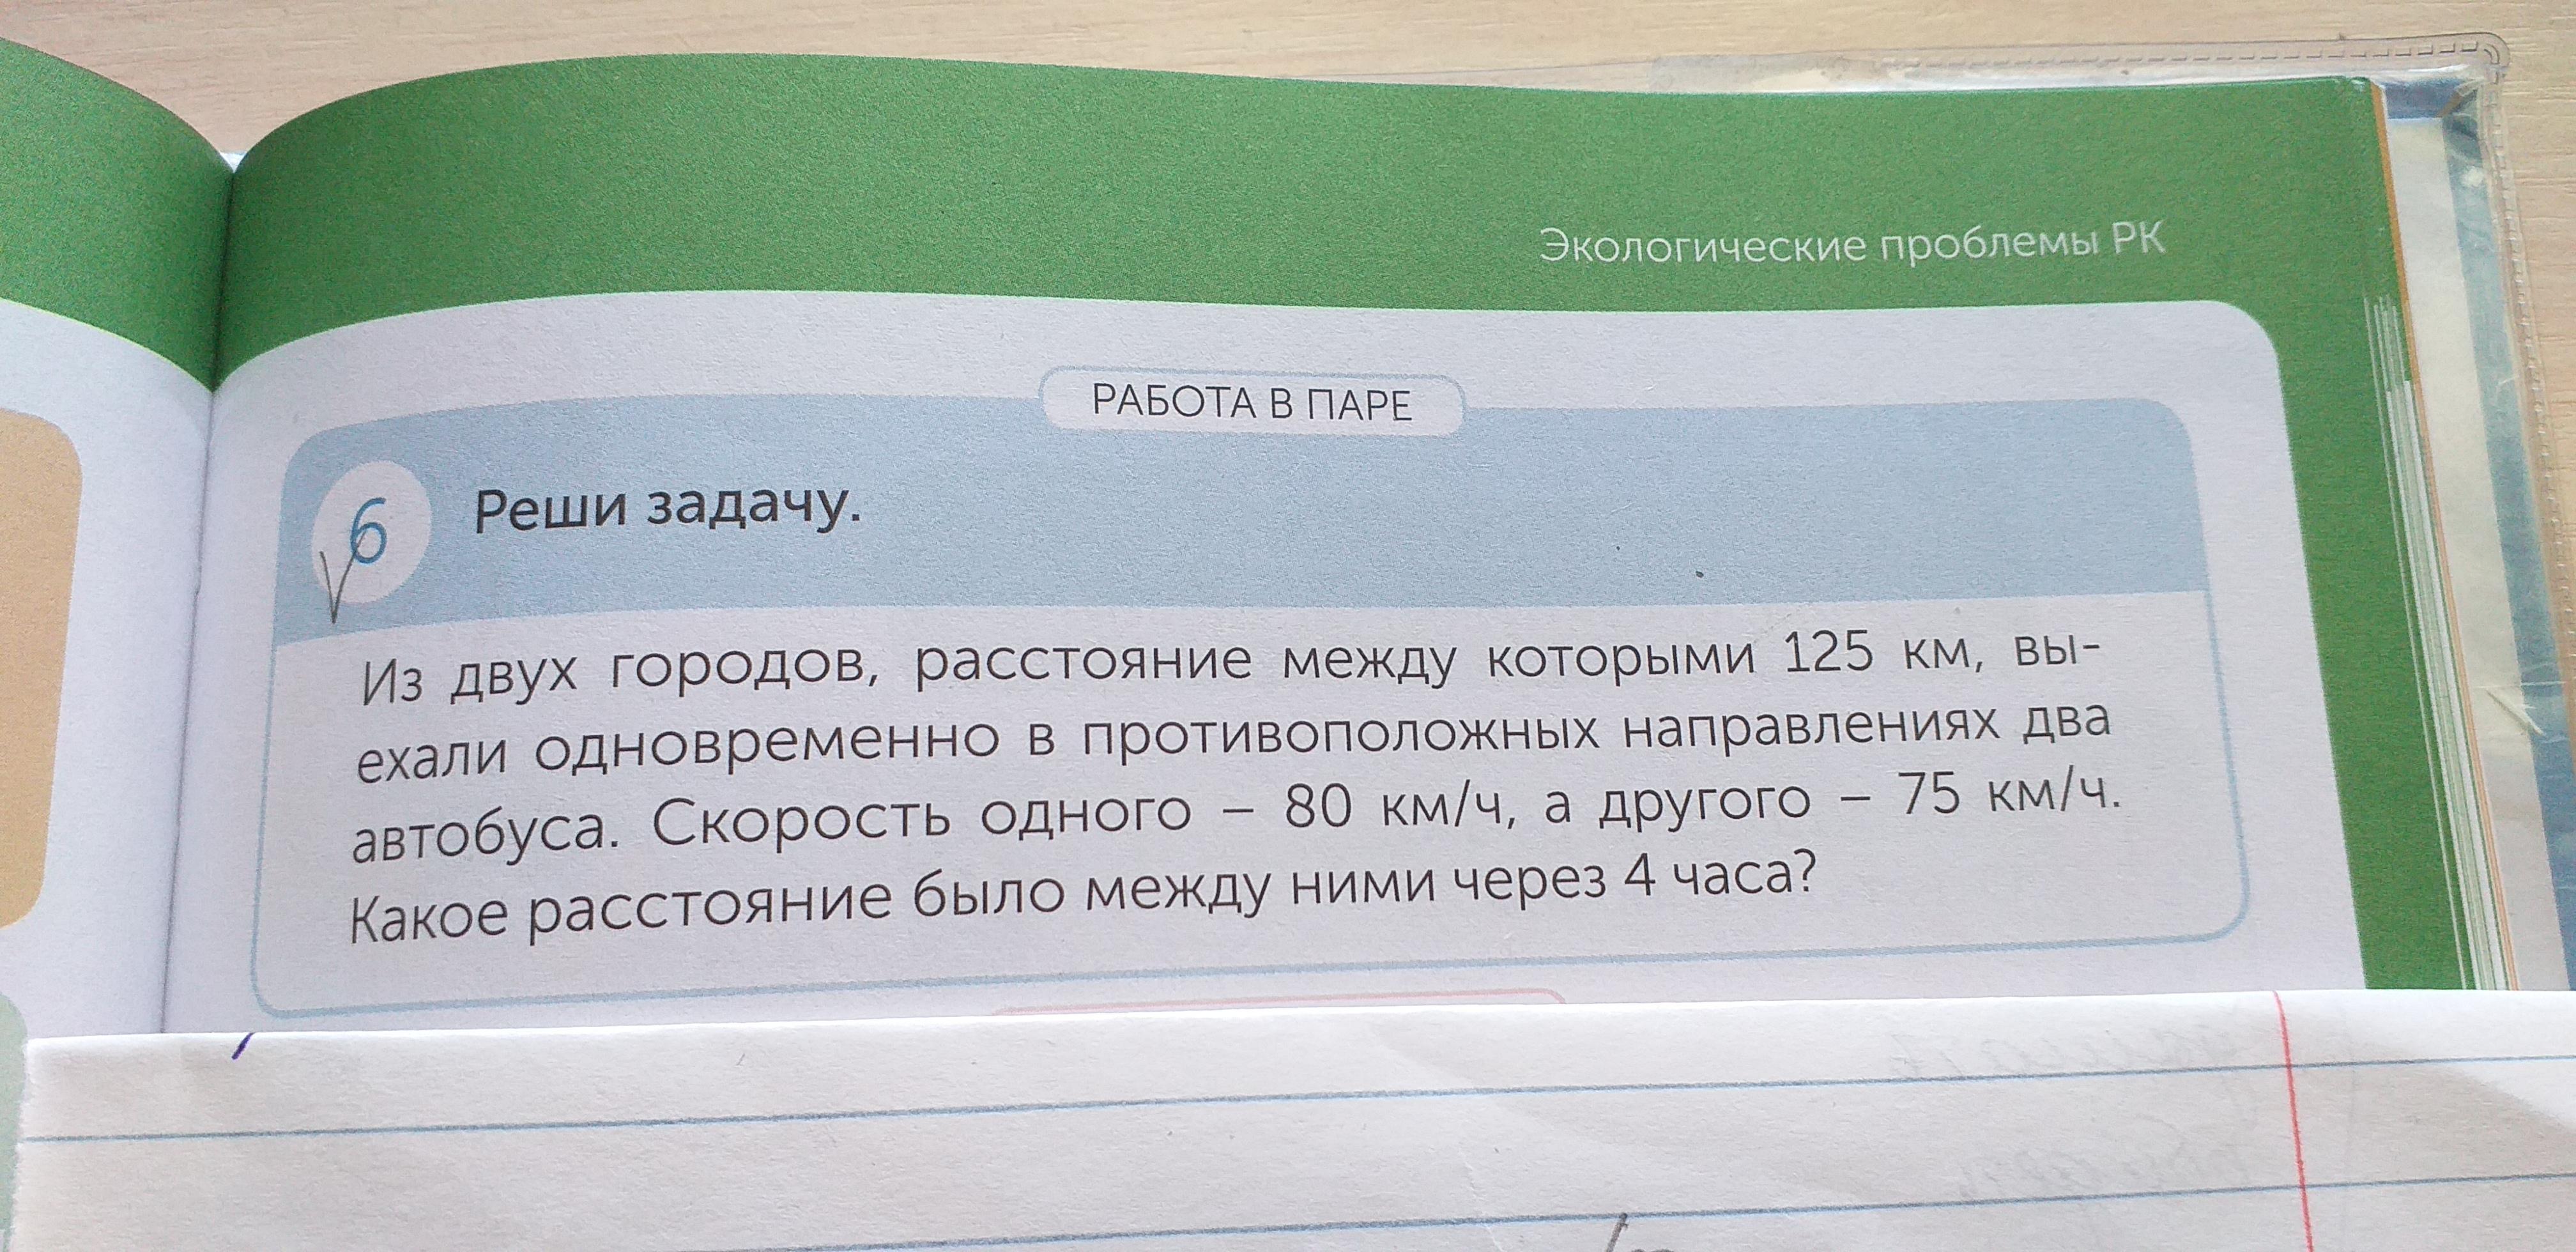 Экологические проблемы РК
РАБОТА В ПАРЕ
6 Реши задачу.
Из двух городов, расстояние между которыми 125 км, вы-
ехали одновременно в противоположных направлениях два
автобуса. Скорость одного – 80 км/ч, а другого – 75 км/ч.
Какое расстояние было между ними через 4 часа?